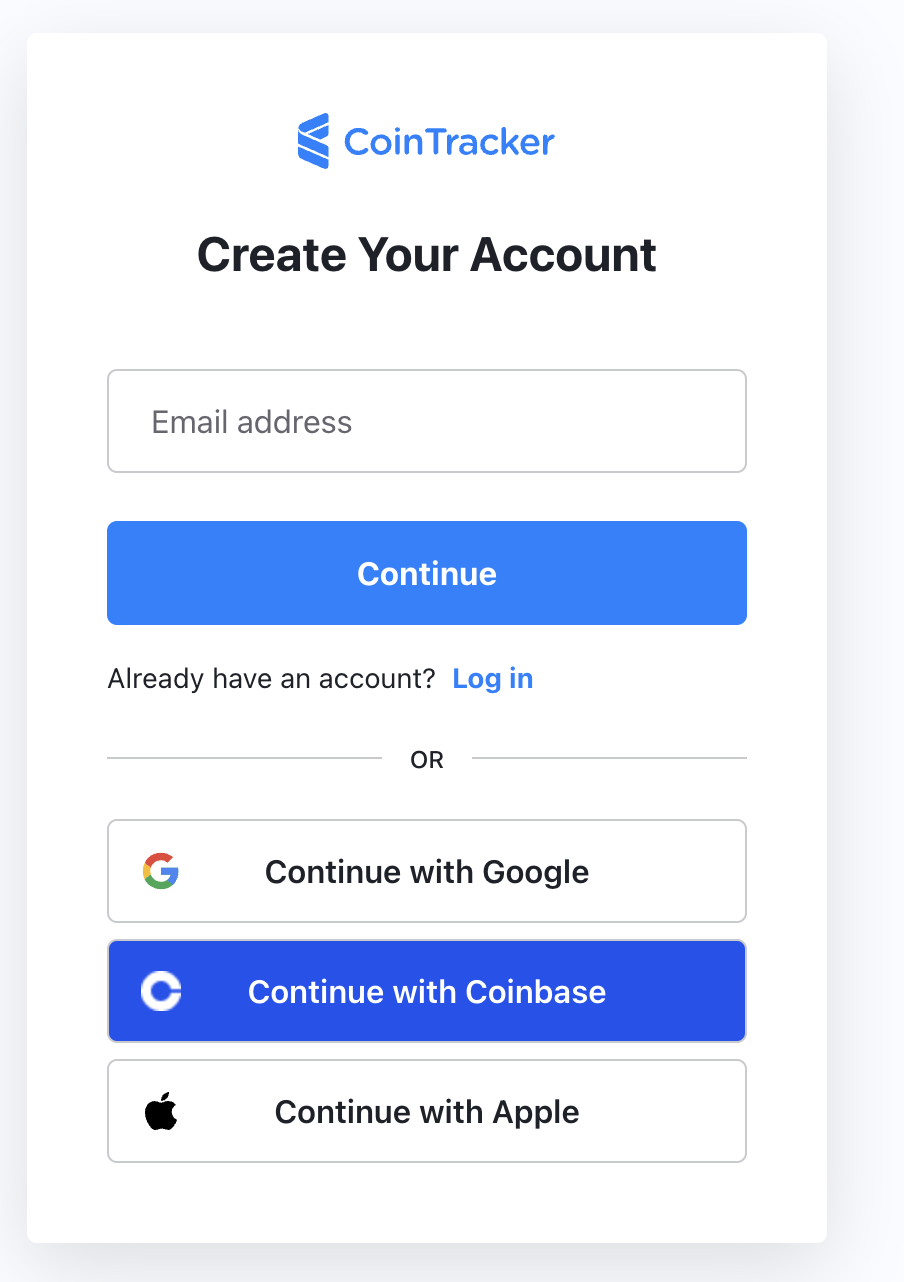 CoinTracker
Create Your Account
Email address
Continue
Already have an account? Log in
OR
Continue with Google
Continue with Coinbase
Continue with Apple